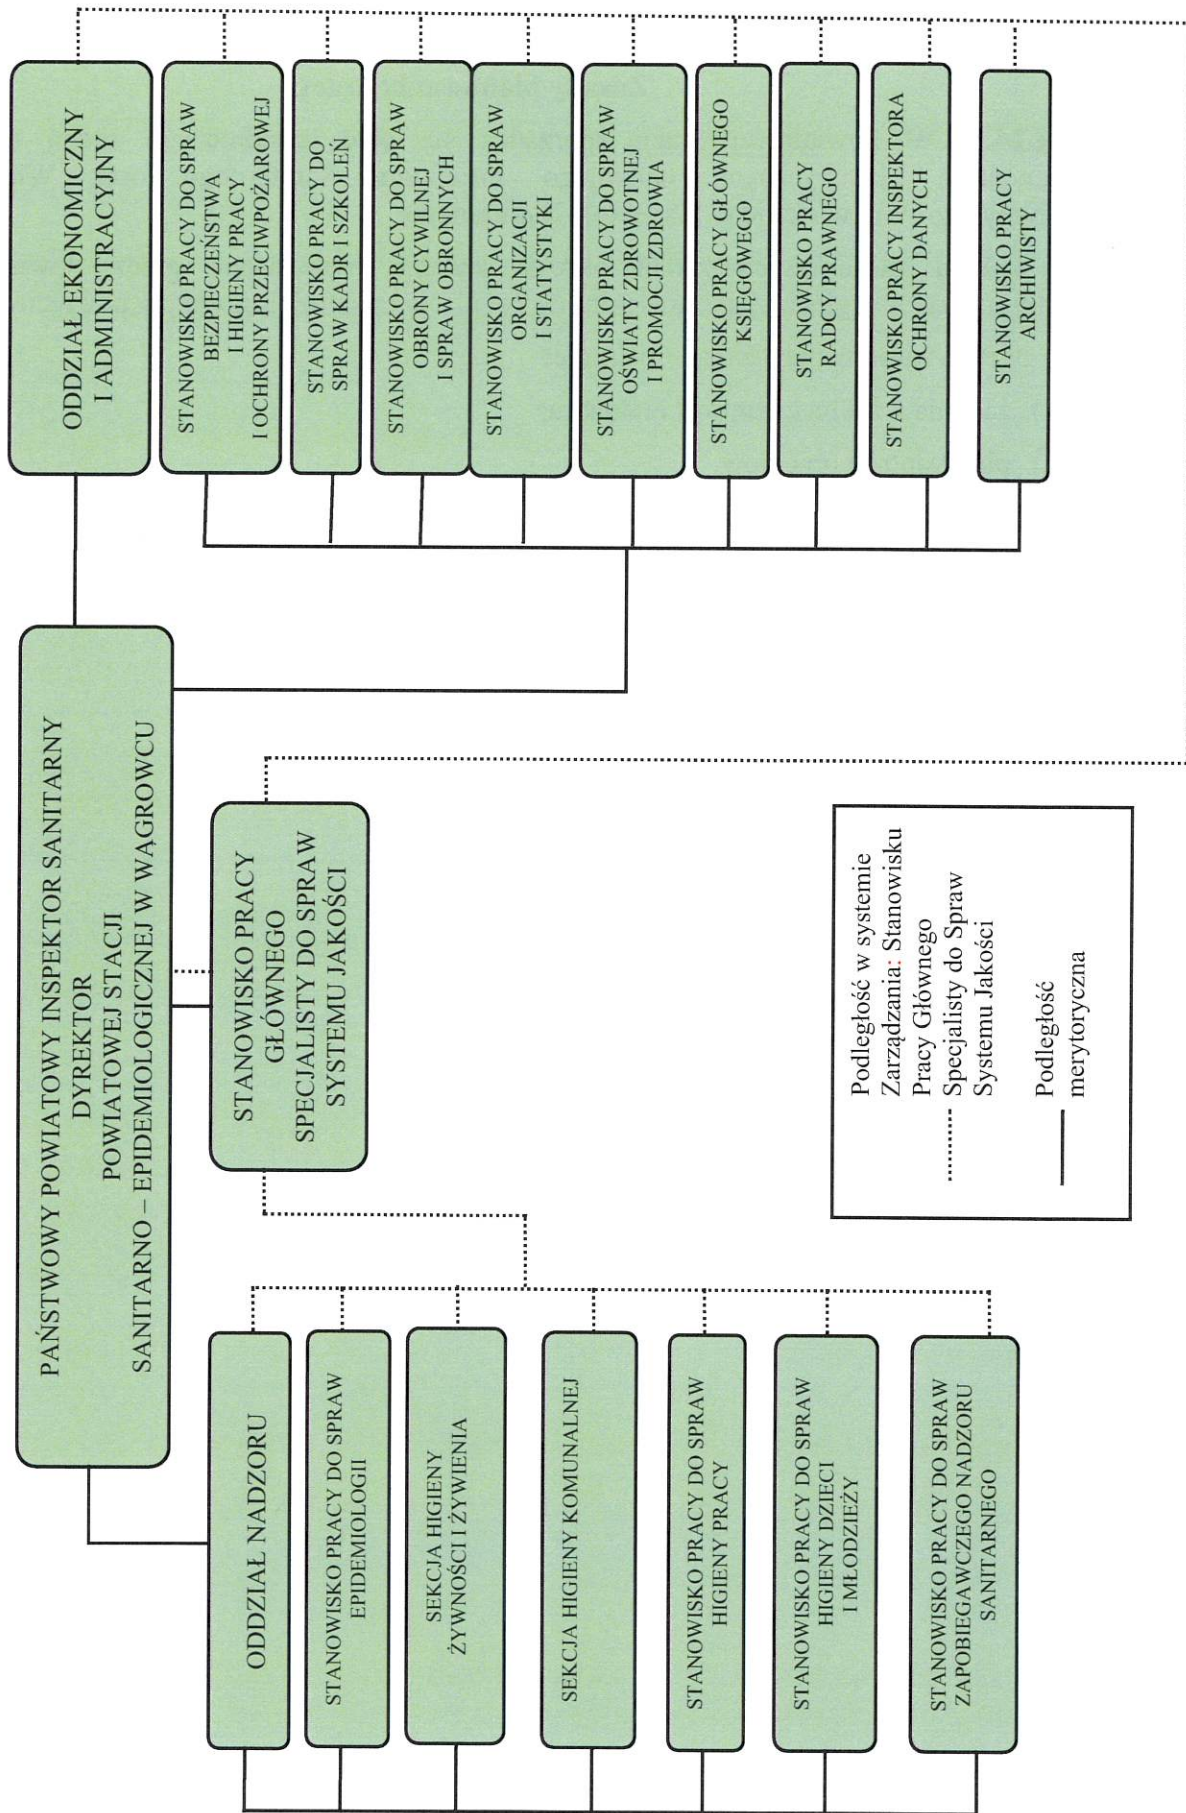 PAŃSTWOWY POWIATOWY INSPEKTOR SANITARNY
DYREKTOR
POWIATOWEJ STACJI
SANITARNO – EPIDEMIOLOGICZNEJ W WĄGROWCU
ODDZIAŁ NADZORU
STANOWISKO PRACY DO SPRAW
EPIDEMIOLOGII
SEKCJA HIGIENY
ŻYWNOŚCI I ŻYWIENIA
SEKCJA HIGIENY KOMUNALNEJ
STANOWISKO PRACY DO SPRAW
HIGIENY PRACY
STANOWISKO PRACY DO SPRAW
HIGIENY DZIECI
I MŁODZIEŻY
STANOWISKO PRACY DO SPRAW
ZAPOBIEGAWCZEGO NADZORU
SANITARNEGO
STANOWISKO PRACY
GŁÓWNEGO
SPECJALISTY DO SPRAW
SYSTEMU JAKOŚCI
Podległość w systemie
Zarządzania: Stanowisku
Pracy Głównego
Specjalisty do Spraw
Systemu Jakości
Podległość
merytoryczna
ODDZIAŁ EKONOMICZNY
I ADMINISTRACYJNY
STANOWISKO PRACY DO SPRAW
BEZPIECZEŃSTWA
I HIGIENY PRACY
I OCHRONY PRZECIWPOŻAROWEJ
STANOWISKO PRACY DO
SPRAW KADR I SZKOLEŃ
STANOWISKO PRACY DO SPRAW
OBRONY CYWILNEJ
I SPRAW OBRONNYCH
STANOWISKO PRACY DO SPRAW
ORGANIZACJI
I STATYSTYKI
STANOWISKO PRACY DO SPRAW
OŚWIATY ZDROWOTNEJ
I PROMOCJI ZDROWIA
STANOWISKO PRACY GŁÓWNEGO
KSIĘGOWEGO
STANOWISKO PRACY
RADCY PRAWNEGO
STANOWISKO PRACY INSPEKTORA
OCHRONY DANYCH
STANOWISKO PRACY
ARCHIWISTY